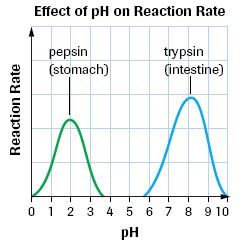 Effect of pH on Reaction Rate
pepsin
(stomach)
trypsin
(intestine)
Reaction Rate
0 1 2 3 4 5 6 7 8 9 10
pH